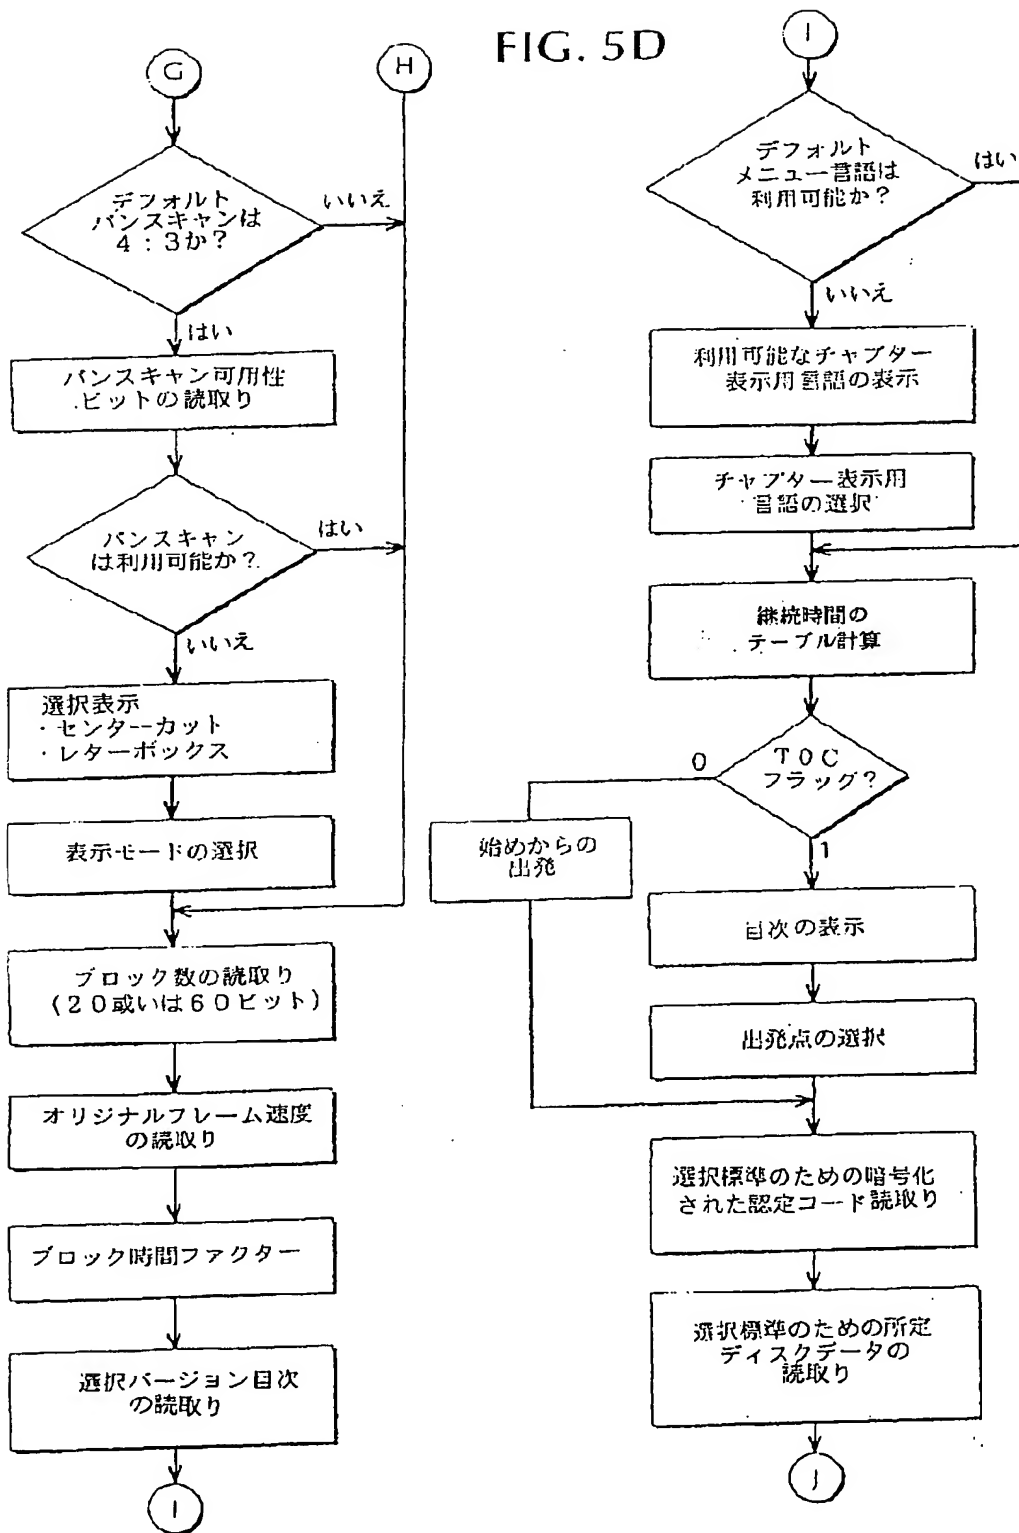 FIG. 5D
G
H
デフォルト
パンスキャンは
4:3か?
いいえ
はい
パンスキャン可用性
ビットの読取り
パンスキャン
は利用可能か?
はい
いいえ
選択表示
・センターカット
・レターボックス
表示モードの選択
ブロック数の読取り
(20或いは60ビット)
オリジナルフレーム速度
の読取り
ブロック時間ファクター
選択バージョン目次
の読取り
I
I
デフォルト
メニュー言語は
利用可能か?
はい
いいえ
利用可能なチャプター
表示用言語の表示
チャプター表示用
言語の選択
継続時間の
テーブル計算
TOC
フラッグ?
0
1
始めからの
出発
目次の表示
出発点の選択
選択標準のための暗号化
された認定コード読取り
選択標準のための所定
ディスクデータの
読取り
J